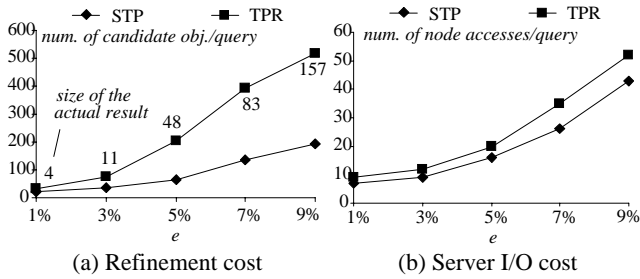 STP TPR
num. of candidate obj./query
600
500
400
300
200
100
0
size of the
actual result
4
11
48
83
157
1% 3% 5% 7% 9%
e
(a) Refinement cost
STP TPR
num. of node accesses/query
60
50
40
30
20
10
0
1% 3% 5% 7% 9%
e
(b) Server I/O cost